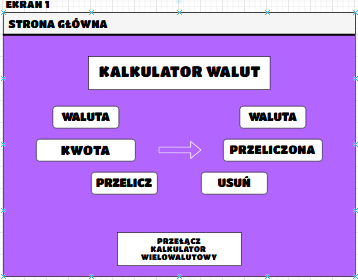 EKRAN 1
STRONA GŁÓWNA
KALKULATOR WALUT
WALUTA
WALUTA
KWOTA
PRZELICZONA
PRZELICZ
USUŃ
PRZEŁĄCZ
KALKULATOR
WIELOWALUTOWY